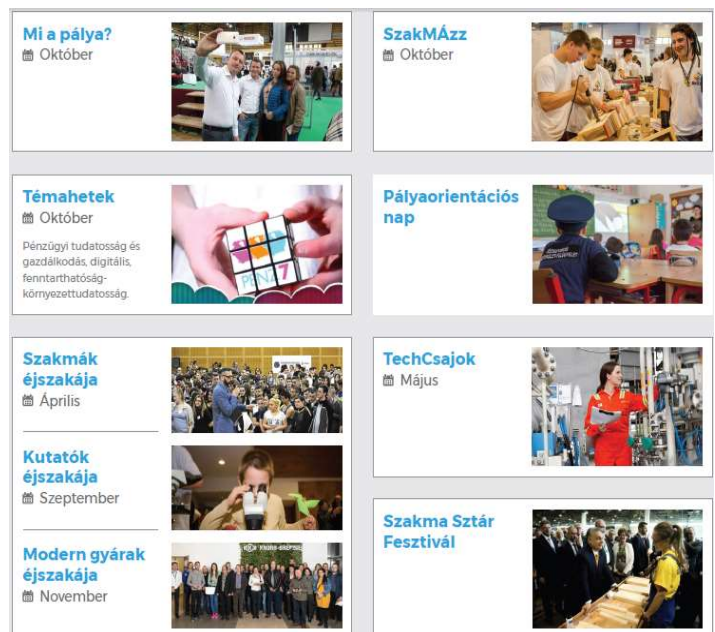 Mi a pálya?
Október
SzakMÁzz
Október
Témahetek
Október
Pénzügyi tudatosság és
gazdálkodás, digitális,
fenntarthatóság-
környezettudatosság.
PÉNZ7
Pályaorientációs
nap
Szakmák
éjszakája
Április
Kutatók
éjszakája
Szeptember
Modern gyárak
éjszakája
November
TechCsajok
Május
Szakma Sztár
Fesztivál